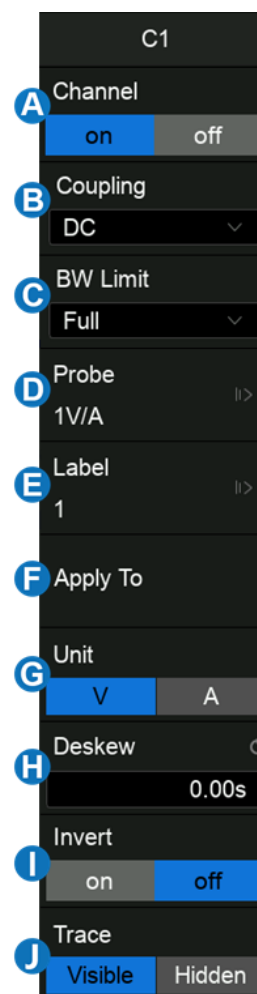 C1
A Channel
on off
B Coupling
DC
C BW Limit
Full
D Probe
1V/A
E Label
1
F Apply To
G Unit
V A
H Deskew
0.00s
I Invert
on off
J Trace
Visible Hidden